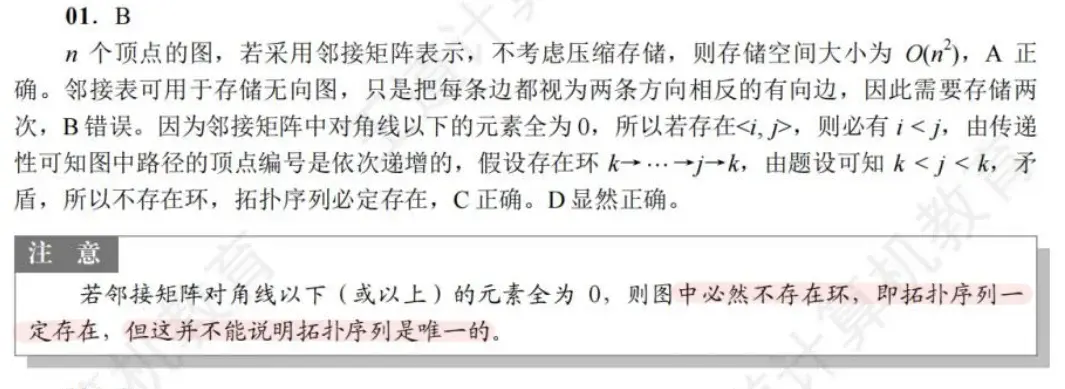 01. B
n 个顶点的图，若采用邻接矩阵表示，不考虑压缩存储，则存储空间大小为 O(n²)，A 正
确。邻接表可用于存储无向图，只是把每条边都视为两条方向相反的有向边，因此需要存储两
次，B 错误。因为邻接矩阵中对角线以下的元素全为 0，所以若存在<i, j>，则必有 i < j，由传递
性可知图中路径的顶点编号是依次递增的，假设存在环 k→⋯→j→k，由题设可知 k < j < k，矛
盾，所以不存在环，拓扑序列必定存在，C 正确。D 显然正确。
注 意
若邻接矩阵对角线以下（或以上）的元素全为 0，则图中必然不存在环，即拓扑序列一
定存在，但这并不能说明拓扑序列是唯一的。
计算机教育